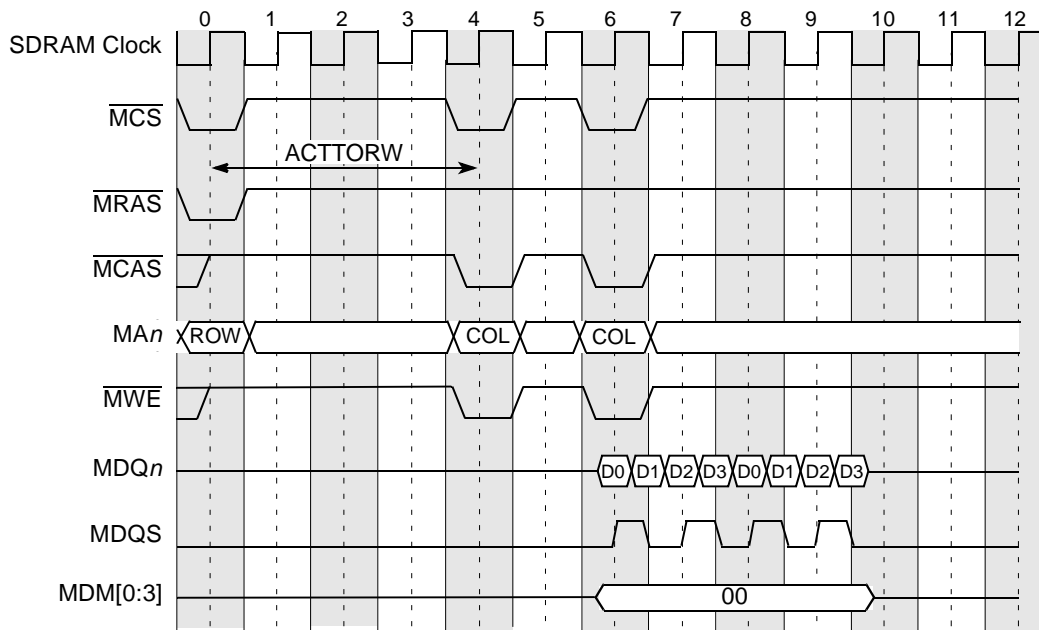 0 1 2 3 4 5 6 7 8 9 10 11 12
SDRAM Clock
MCS
ACTTORW
MRAS
MCAS
MAn ROW COL COL
MWE
MDQn D0 D1 D2 D3 D0 D1 D2 D3
MDQS
MDM[0:3] 00